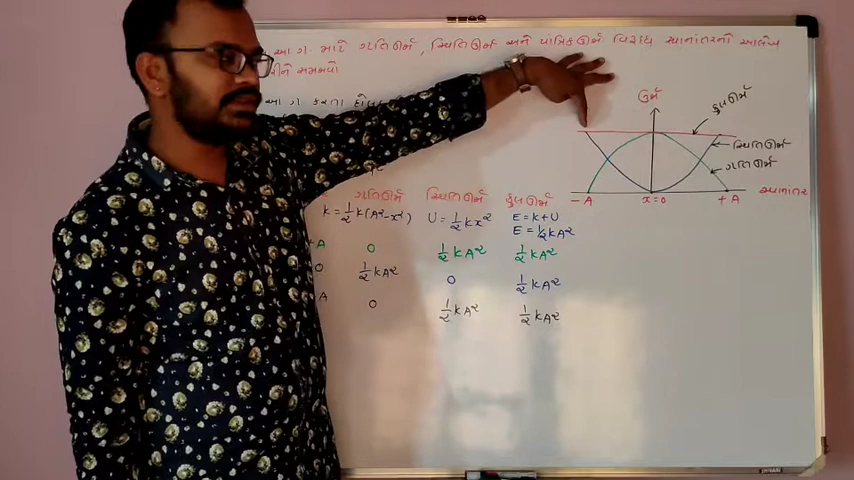 આ ગ માટે ગતિઊર્જા, સ્થિતિઊર્જા અને યાંત્રિકઊર્જા વિરુદ્ધ સ્થાનાંતરનો આલેખ
દોરીને સમજાવો
આ ગ કરતા
ઊર્જા
કુલઊર્જા
સ્થિતિઊર્જા
ગતિઊર્જા
-A x=0 +A સ્થાનાંતર
ગતિઊર્જા સ્થિતિઊર્જા કુલઊર્જા
K = 1/2 k(A²-x²) U = 1/2 kx² E = K+U
E = 1/2 kA²
+A 0 1/2 kA² 1/2 kA²
0 1/2 kA² 0 1/2 kA²
A 0 1/2 kA² 1/2 kA²